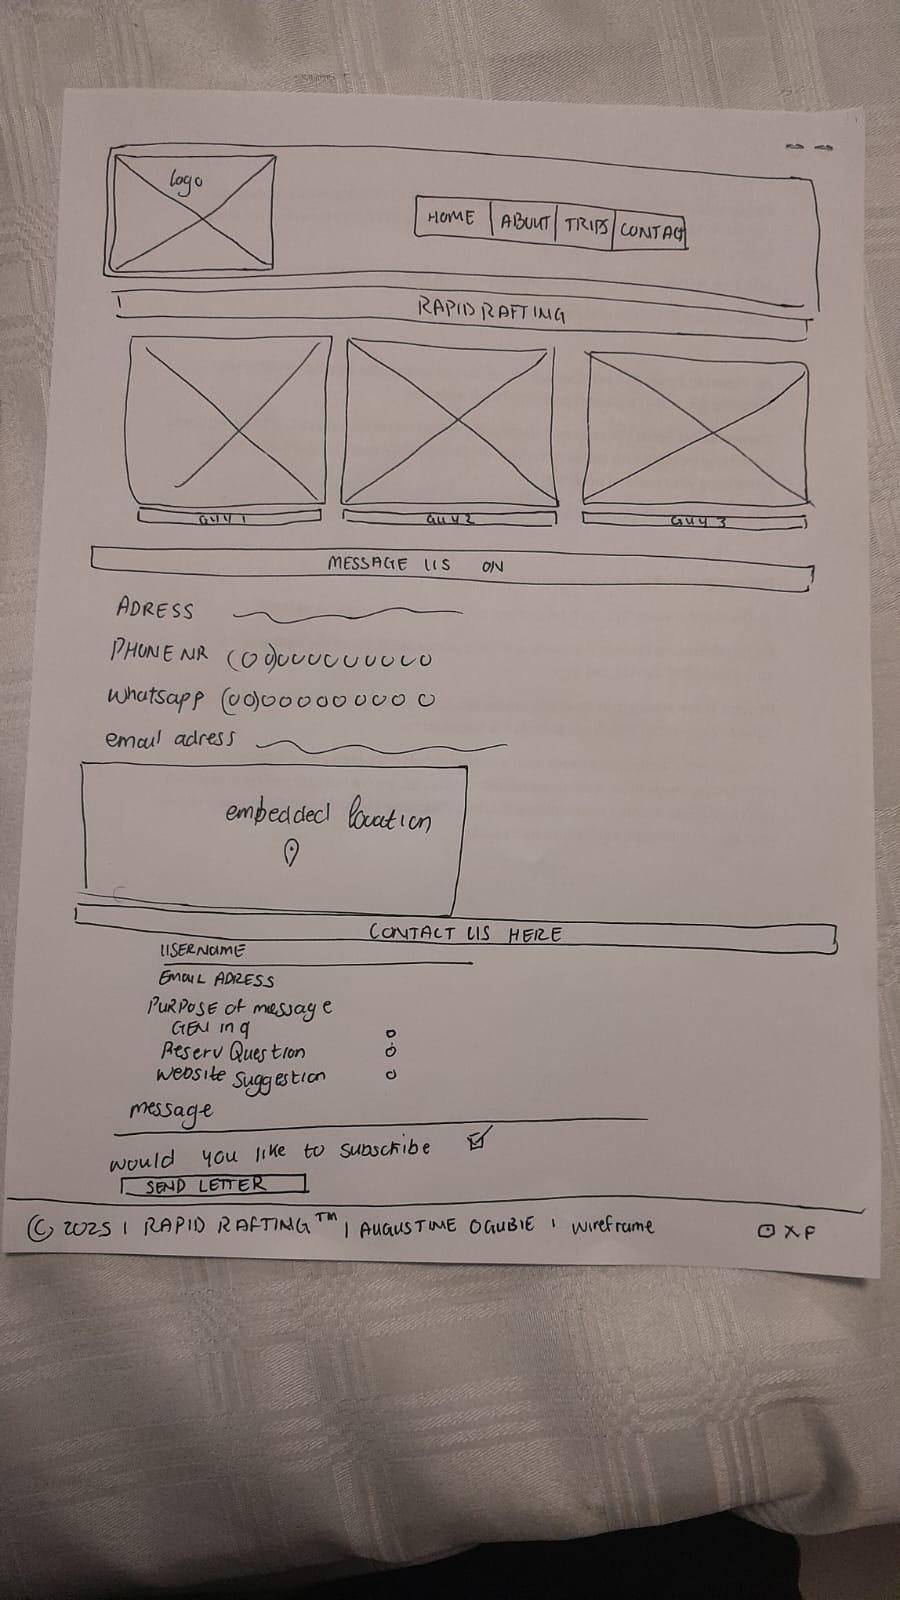 logo
HOME ABOUT TRIPS CONTACT
RAPID RAFTING
GUY 1 GUY 2 GUY 3
MESSAGE US ON
ADRESS
PHONE NR (00)0000000000
Whatsapp (00)00000000 0
email adress
embedded location
CONTACT US HERE
USERNAME
EMAIL ADRESS
PURPOSE of message
GEN inq
Reserv Question
Website suggestion
message
would you like to subscribe
SEND LETTER
© 2025 | RAPID RAFTING™ | AUGUSTINE OGUBIE | wireframe
X F